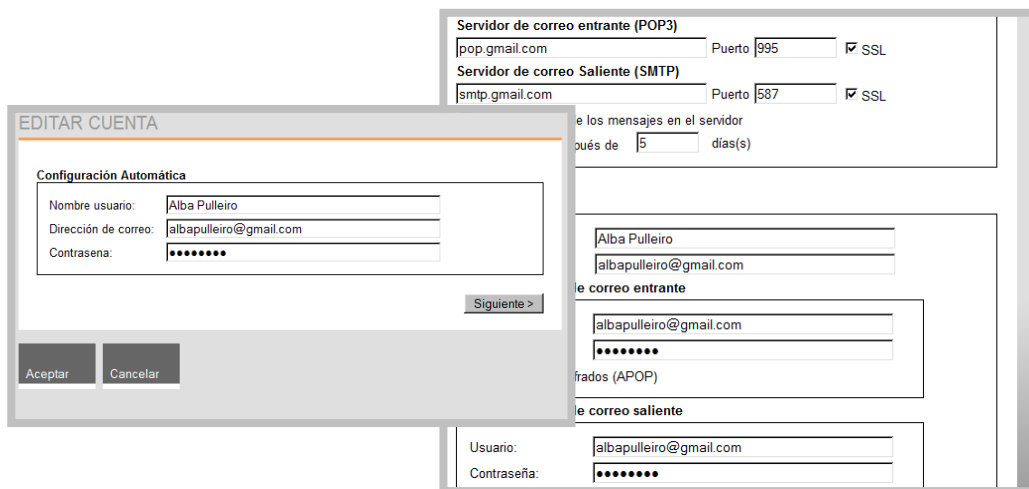 EDITAR CUENTA
Configuración Automática
Nombre usuario: Alba Pulleiro
Dirección de correo: albapulleiro@gmail.com
Contrasena: ●●●●●●●●
Siguiente >
Aceptar Cancelar
Servidor de correo entrante (POP3)
pop.gmail.com Puerto 995 SSL
Servidor de correo Saliente (SMTP)
smtp.gmail.com Puerto 587 SSL
e los mensajes en el servidor
pués de 5 días(s)
Alba Pulleiro
albapulleiro@gmail.com
e correo entrante
albapulleiro@gmail.com
●●●●●●●●
frados (APOP)
e correo saliente
Usuario: albapulleiro@gmail.com
Contraseña: ●●●●●●●●